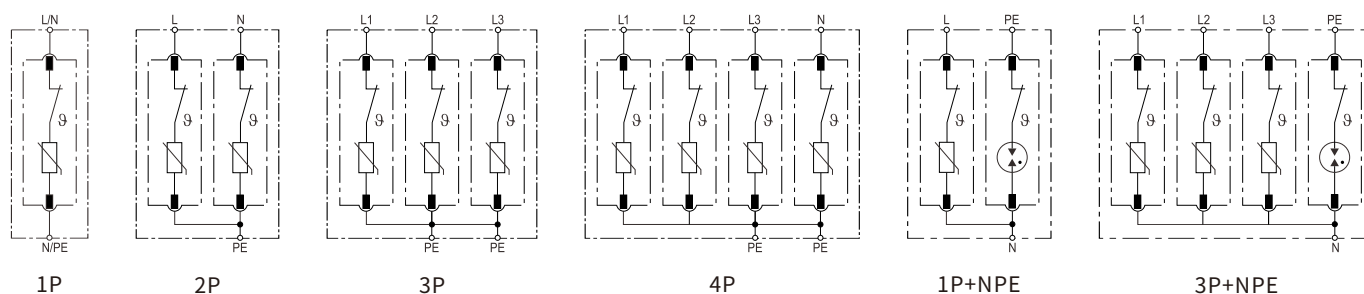 L/N L N L1 L2 L3 L1 L2 L3 N L PE L1 L2 L3 PE
ϑ ϑ ϑ ϑ ϑ ϑ ϑ ϑ ϑ ϑ ϑ ϑ ϑ ϑ ϑ ϑ
N/PE PE PE PE PE PE N N
1P 2P 3P 4P 1P+NPE 3P+NPE